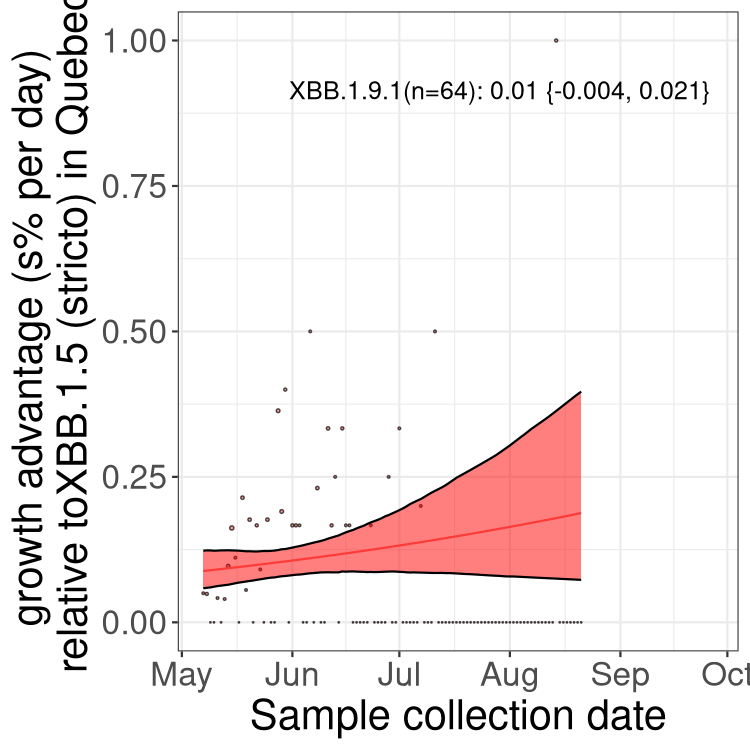 growth advantage (s% per day)
relative toXBB.1.5 (stricto) in Quebec
1.00
0.75
0.50
0.25
0.00
XBB.1.9.1(n=64): 0.01 {-0.004, 0.021}
May Jun Jul Aug Sep Oct
Sample collection date